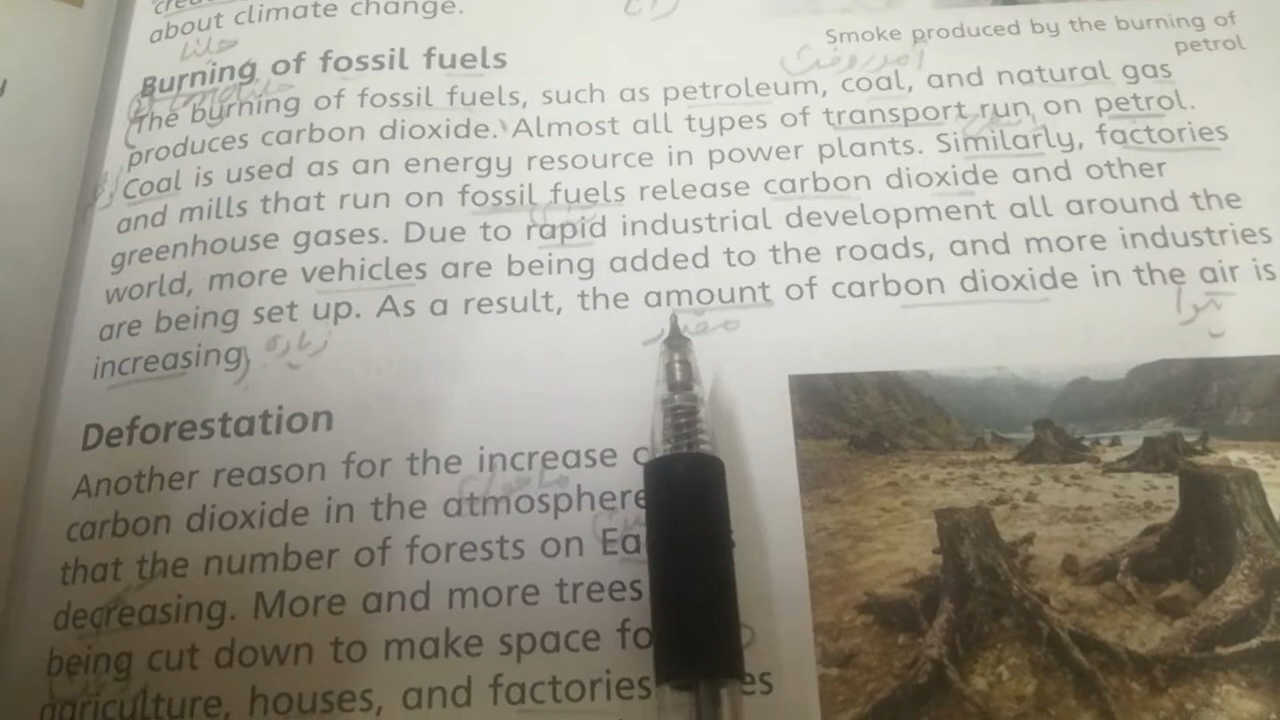 about climate change.
Smoke produced by the burning of
petrol
Burning of fossil fuels
The burning of fossil fuels, such as petroleum, coal, and natural gas
produces carbon dioxide. Almost all types of transport run on petrol.
Coal is used as an energy resource in power plants. Similarly, factories
and mills that run on fossil fuels release carbon dioxide and other
greenhouse gases. Due to rapid industrial development all around the
world, more vehicles are being added to the roads, and more industries
are being set up. As a result, the amount of carbon dioxide in the air is
مقدار
ہوا
increasing
زیادہ
Deforestation
Another reason for the increase
carbon dioxide in the atmosphere
ماحول
that the number of forests on
decreasing. More and more trees
being cut down to make space
agriculture, houses, and factories